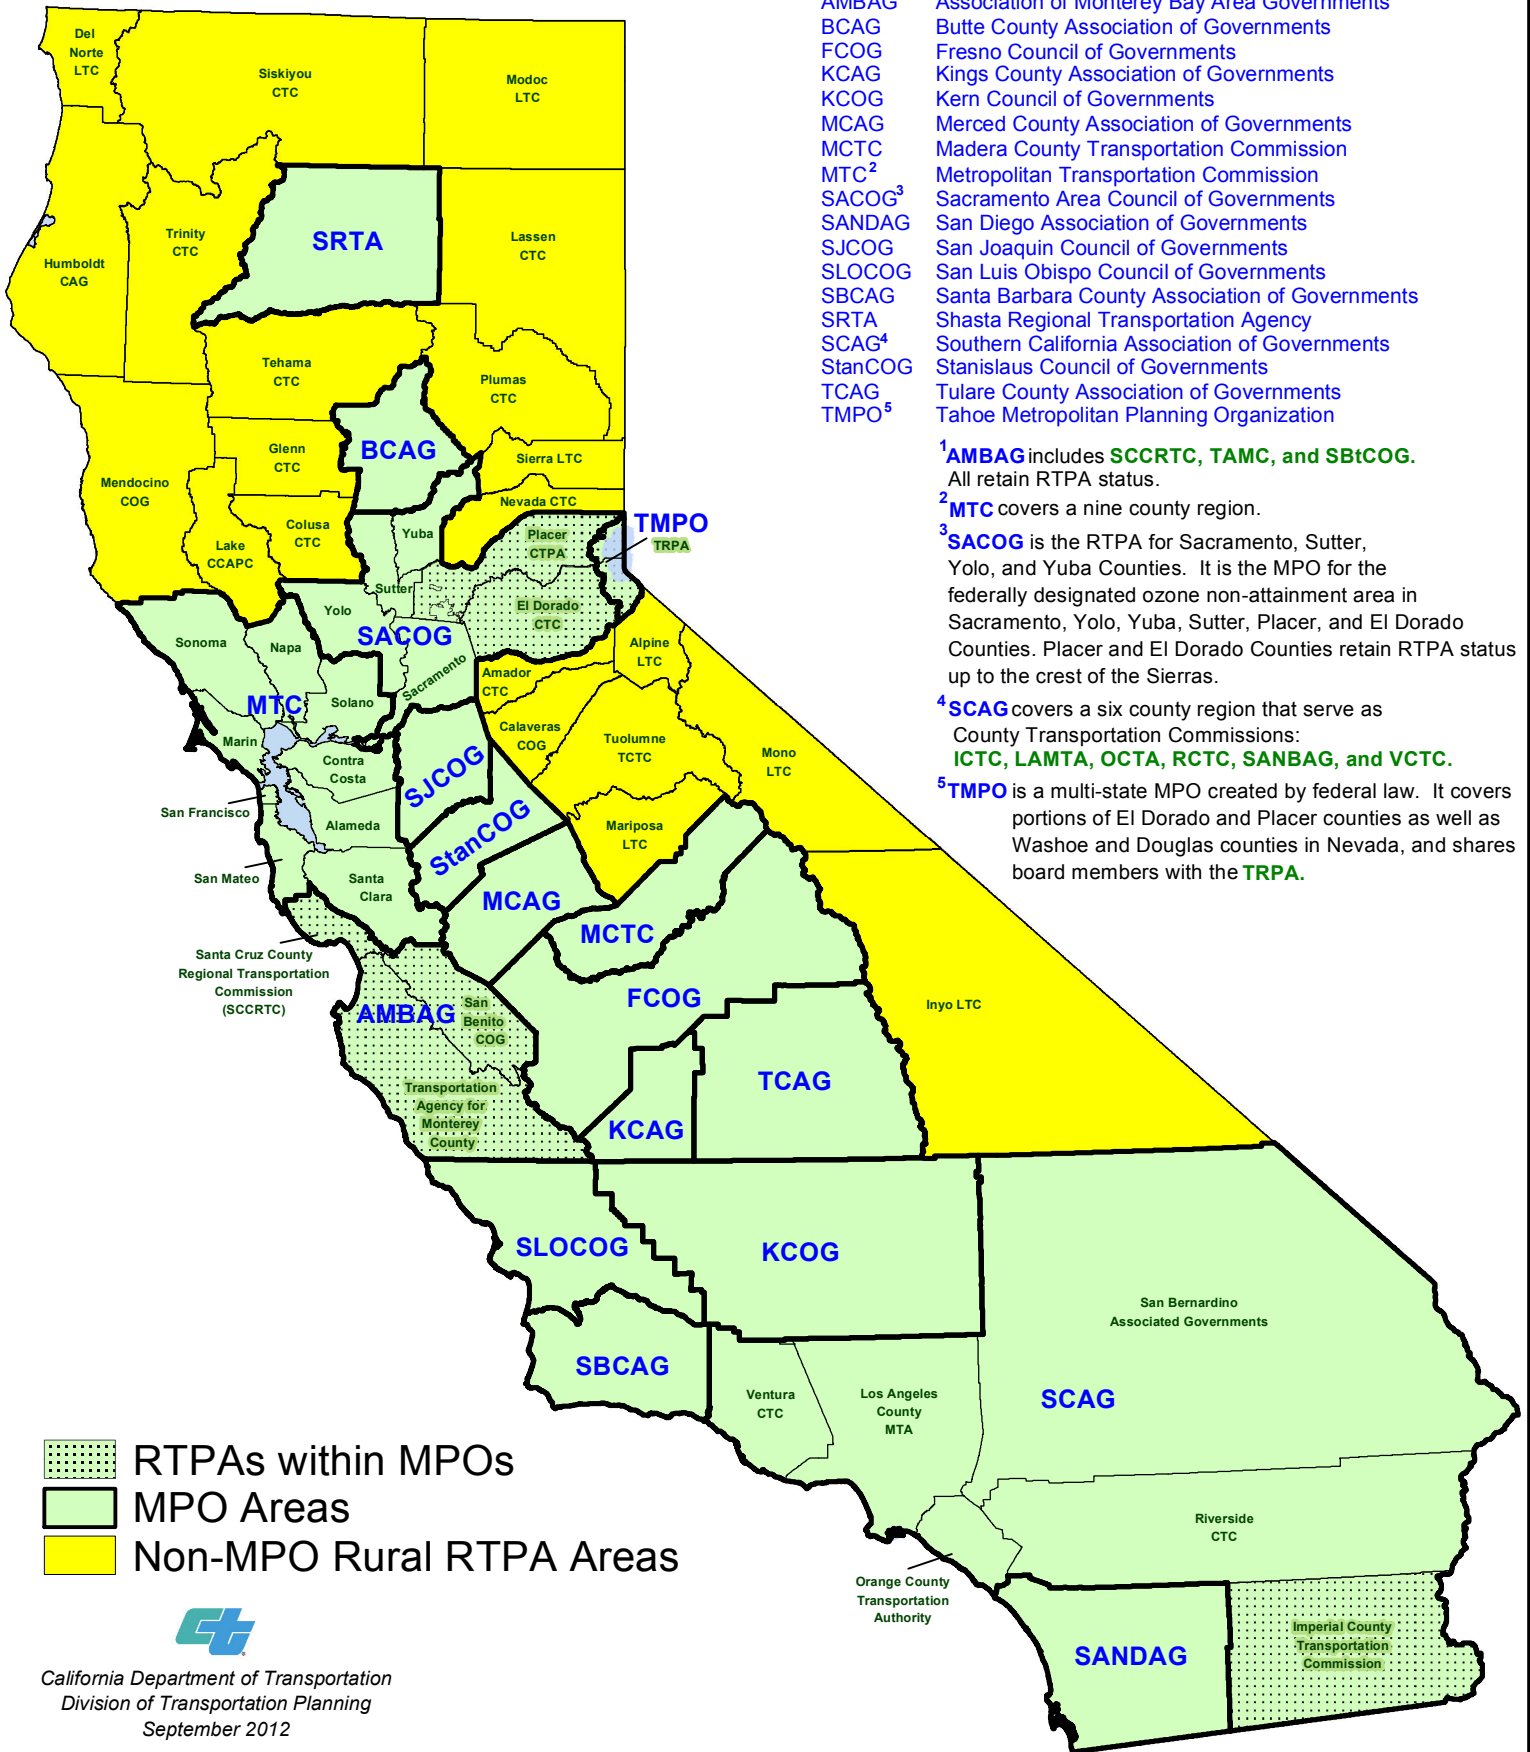 AMBAG Association of Monterey Bay Area Governments
BCAG Butte County Association of Governments
FCOG Fresno Council of Governments
KCAG Kings County Association of Governments
KCOG Kern Council of Governments
MCAG Merced County Association of Governments
MCTC Madera County Transportation Commission
MTC2 Metropolitan Transportation Commission
SACOG3 Sacramento Area Council of Governments
SANDAG San Diego Association of Governments
SJCOG San Joaquin Council of Governments
SLOCOG San Luis Obispo Council of Governments
SBCAG Santa Barbara County Association of Governments
SRTA Shasta Regional Transportation Agency
SCAG4 Southern California Association of Governments
StanCOG Stanislaus Council of Governments
TCAG Tulare County Association of Governments
TMPO5 Tahoe Metropolitan Planning Organization
1AMBAG includes SCCRTC, TAMC, and SBtCOG.
All retain RTPA status.
2MTC covers a nine county region.
3SACOG is the RTPA for Sacramento, Sutter,
Yolo, and Yuba Counties. It is the MPO for the
federally designated ozone non-attainment area in
Sacramento, Yolo, Yuba, Sutter, Placer, and El Dorado
Counties. Placer and El Dorado Counties retain RTPA status
up to the crest of the Sierras.
4SCAG covers a six county region that serve as
County Transportation Commissions:
ICTC, LAMTA, OCTA, RCTC, SANBAG, and VCTC.
5TMPO is a multi-state MPO created by federal law. It covers
portions of El Dorado and Placer counties as well as
Washoe and Douglas counties in Nevada, and shares
board members with the TRPA.
Del
Norte
LTC
Siskiyou
CTC
Modoc
LTC
Humboldt
CAG
Trinity
CTC
SRTA
Lassen
CTC
Tehama
CTC
Plumas
CTC
BCAG
Glenn
CTC
Sierra LTC
Mendocino
COG
Nevada CTC
Colusa
CTC
Lake
CCAPC
Yuba
Placer
CTPA
TMPO
TRPA
Sutter
Yolo
El Dorado
CTC
SACOG
Sonoma
Napa
Sacramento
Solano
MTC
Marin
Alpine
LTC
Amador
CTC
Calaveras
COG
Tuolumne
TCTC
Mono
LTC
Contra
Costa
SJCOG
San Francisco
Alameda
StanCOG
Mariposa
LTC
San Mateo
Santa
Clara
MCAG
MCTC
Santa Cruz County
Regional Transportation
Commission
(SCCRTC)
AMBAG
San
Benito
COG
FCOG
Inyo LTC
Transportation
Agency for
Monterey
County
KCAG
TCAG
SLOCOG
KCOG
San Bernardino
Associated Governments
SBCAG
Ventura
CTC
Los Angeles
County
MTA
SCAG
Riverside
CTC
Orange County
Transportation
Authority
SANDAG
Imperial County
Transportation
Commission
RTPAs within MPOs
MPO Areas
Non-MPO Rural RTPA Areas
Ct
California Department of Transportation
Division of Transportation Planning
September 2012